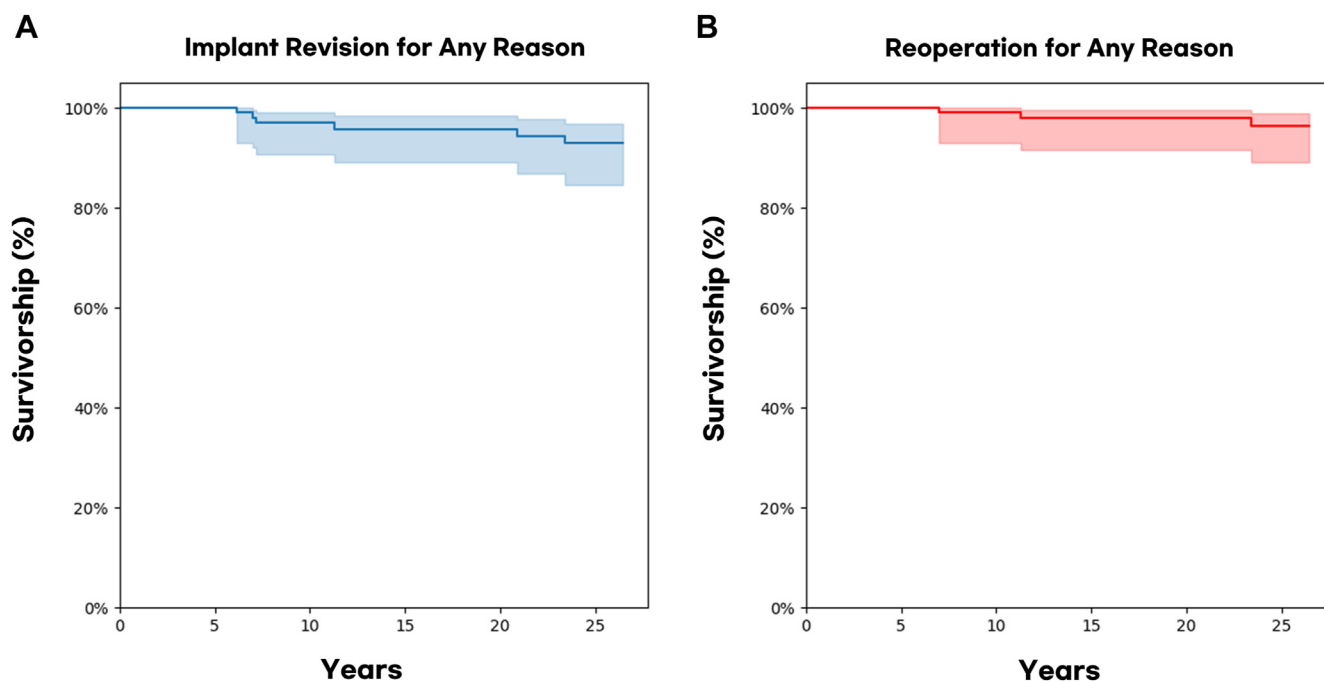 A
Implant Revision for Any Reason
Survivorship (%)
100%
80%
60%
40%
20%
0%
0 5 10 15 20 25
Years
B
Reoperation for Any Reason
Survivorship (%)
100%
80%
60%
40%
20%
0%
0 5 10 15 20 25
Years